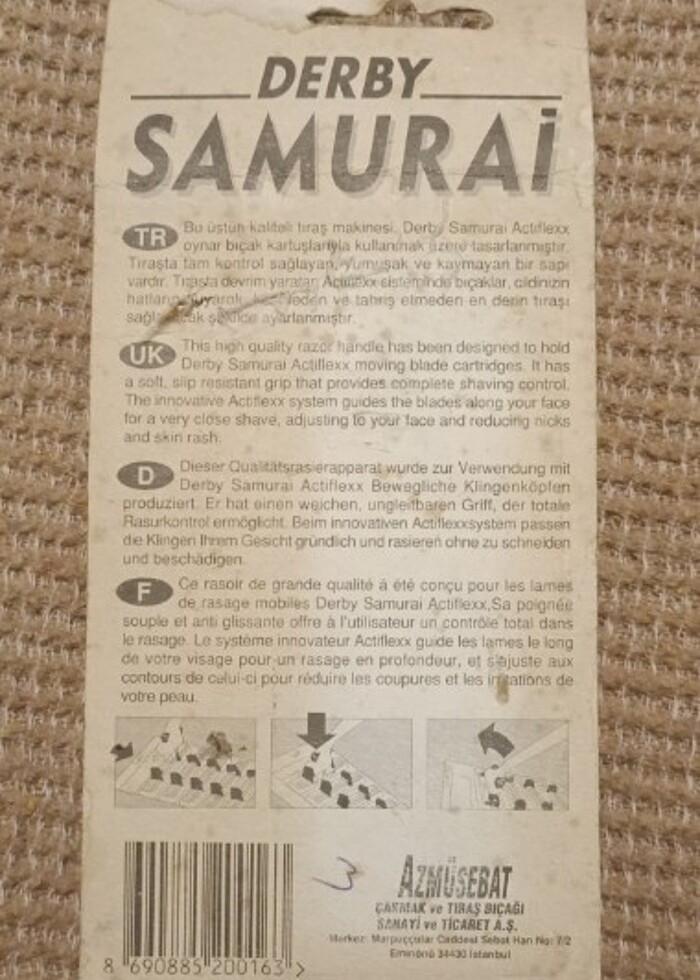 DERBY
SAMURAİ
TR Bu üstün kaliteli tıraş makinesi, Derby Samurai Actiflexx
oynar bıçak kartuşlarıyla kullanmak üzere tasarlanmıştır.
Tıraşta tam kontrol sağlayan, yumuşak ve kaymayan bir sapı
vardır. Tıraşta devrim yaratan Actiflexx sisteminde bıçaklar, cildinizin
ve tahriş etmeden en derin tıraşı
ayarlanmıştır.
UK This high quality razor handle has been designed to hold
Derby Samurai Actiflexx moving blade cartridges. It has
a soft, slip resistant grip that provides complete shaving control.
The innovative Actiflexx system guides the blades along your face
for a very close shave, adjusting to your face and reducing nicks
and skin rash.
D Dieser Qualitätsrasierapparat wurde zur Verwendung mit
Derby Samurai Actiflexx Bewegliche Klingenköpfen
produziert. Er hat einen weichen, ungleitbaren Griff, der totale
Rasurkontrol ermöglicht. Beim innovativen Actiflexxsystem passen
die Klingen Ihrem Gesicht gründlich und rasieren ohne zu schneiden
und beschädigen.
F Ce rasoir de grande qualité á été conçu pour les lames
de rasage mobiles Derby Samurai Actiflexx,Sa poignée
souple et anti glissante offre à l'utilisateur un contrôle total dans
le rasage. Le système innovateur Actiflexx guide les lames le long
de votre visage pour un rasage en profondeur, et s'ajuste aux
contours de celui-ci pour réduire les coupures et les irritations de
votre peau.
AZMÜSEBAT
ÇAKMAK ve TIRAŞ BIÇAĞI
SANAYİ ve TİCARET A.Ş.
Merkez: Marpuççular Caddesi Sebat Han No: 7/2
Eminönü 34430 İstanbul
8 690885 200163 >